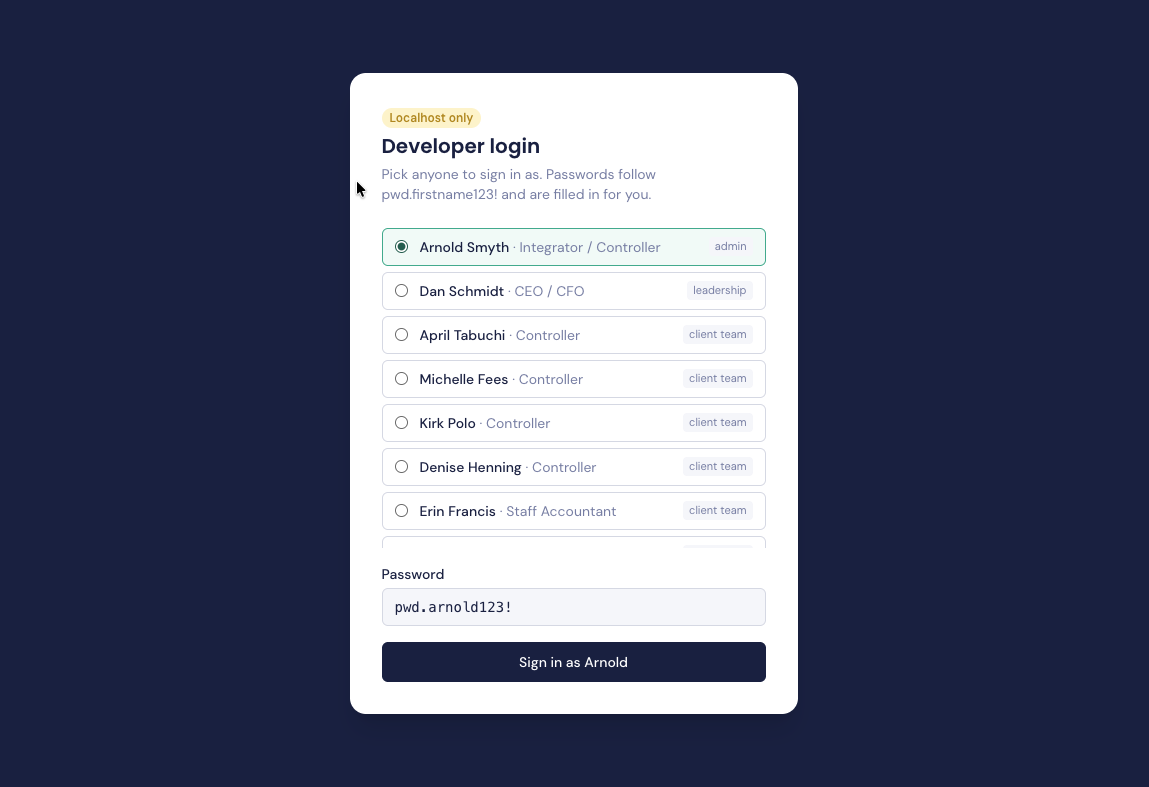 Localhost only
Developer login
Pick anyone to sign in as. Passwords follow
pwd.firstname123! and are filled in for you.
Arnold Smyth · Integrator / Controller admin
Dan Schmidt · CEO / CFO leadership
April Tabuchi · Controller client team
Michelle Fees · Controller client team
Kirk Polo · Controller client team
Denise Henning · Controller client team
Erin Francis · Staff Accountant client team
Password
pwd.arnold123!
Sign in as Arnold